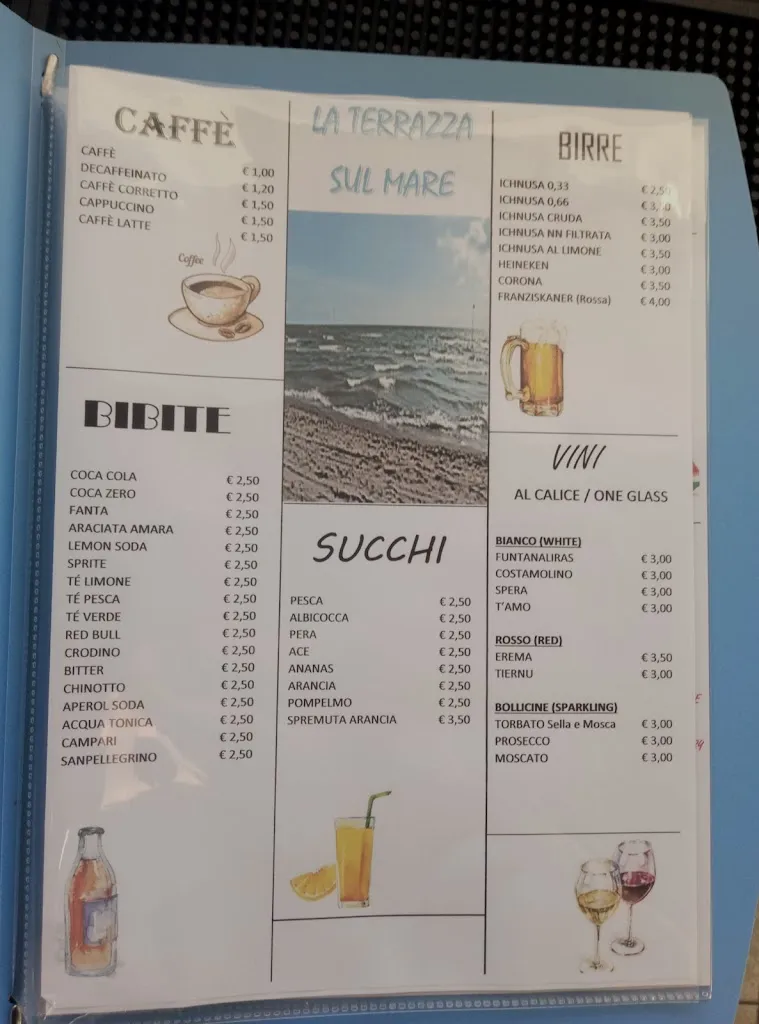 CAFFÈ
CAFFÈ € 1,00
DECAFFEINATO € 1,20
CAFFÈ CORRETTO € 1,50
CAPPUCCINO € 1,50
CAFFÈ LATTE € 1,50
Coffee
BIBITE
COCA COLA € 2,50
COCA ZERO € 2,50
FANTA € 2,50
ARACIATA AMARA € 2,50
LEMON SODA € 2,50
SPRITE € 2,50
TÉ LIMONE € 2,50
TÉ PESCA € 2,50
TÉ VERDE € 2,50
RED BULL € 2,50
CRODINO € 2,50
BITTER € 2,50
CHINOTTO € 2,50
APEROL SODA € 2,50
ACQUA TONICA € 2,50
CAMPARI € 2,50
SANPELLEGRINO € 2,50
LA TERRAZZA
SUL MARE
SUCCHI
PESCA € 2,50
ALBICOCCA € 2,50
PERA € 2,50
ACE € 2,50
ANANAS € 2,50
ARANCIA € 2,50
POMPELMO € 2,50
SPREMUTA ARANCIA € 3,50
BIRRE
ICHNUSA 0,33 € 2,50
ICHNUSA 0,66
ICHNUSA CRUDA € 3,50
ICHNUSA NN FILTRATA € 3,00
ICHNUSA AL LIMONE € 3,50
HEINEKEN € 3,00
CORONA € 3,50
FRANZISKANER (Rossa) € 4,00
VINI
AL CALICE / ONE GLASS
BIANCO (WHITE)
FUNTANALIRAS € 3,00
COSTAMOLINO € 3,00
SPERA € 3,00
T'AMO € 3,00
ROSSO (RED)
EREMA € 3,50
TIERNU € 3,00
BOLLICINE (SPARKLING)
TORBATO Sella e Mosca € 3,00
PROSECCO € 3,00
MOSCATO € 3,00